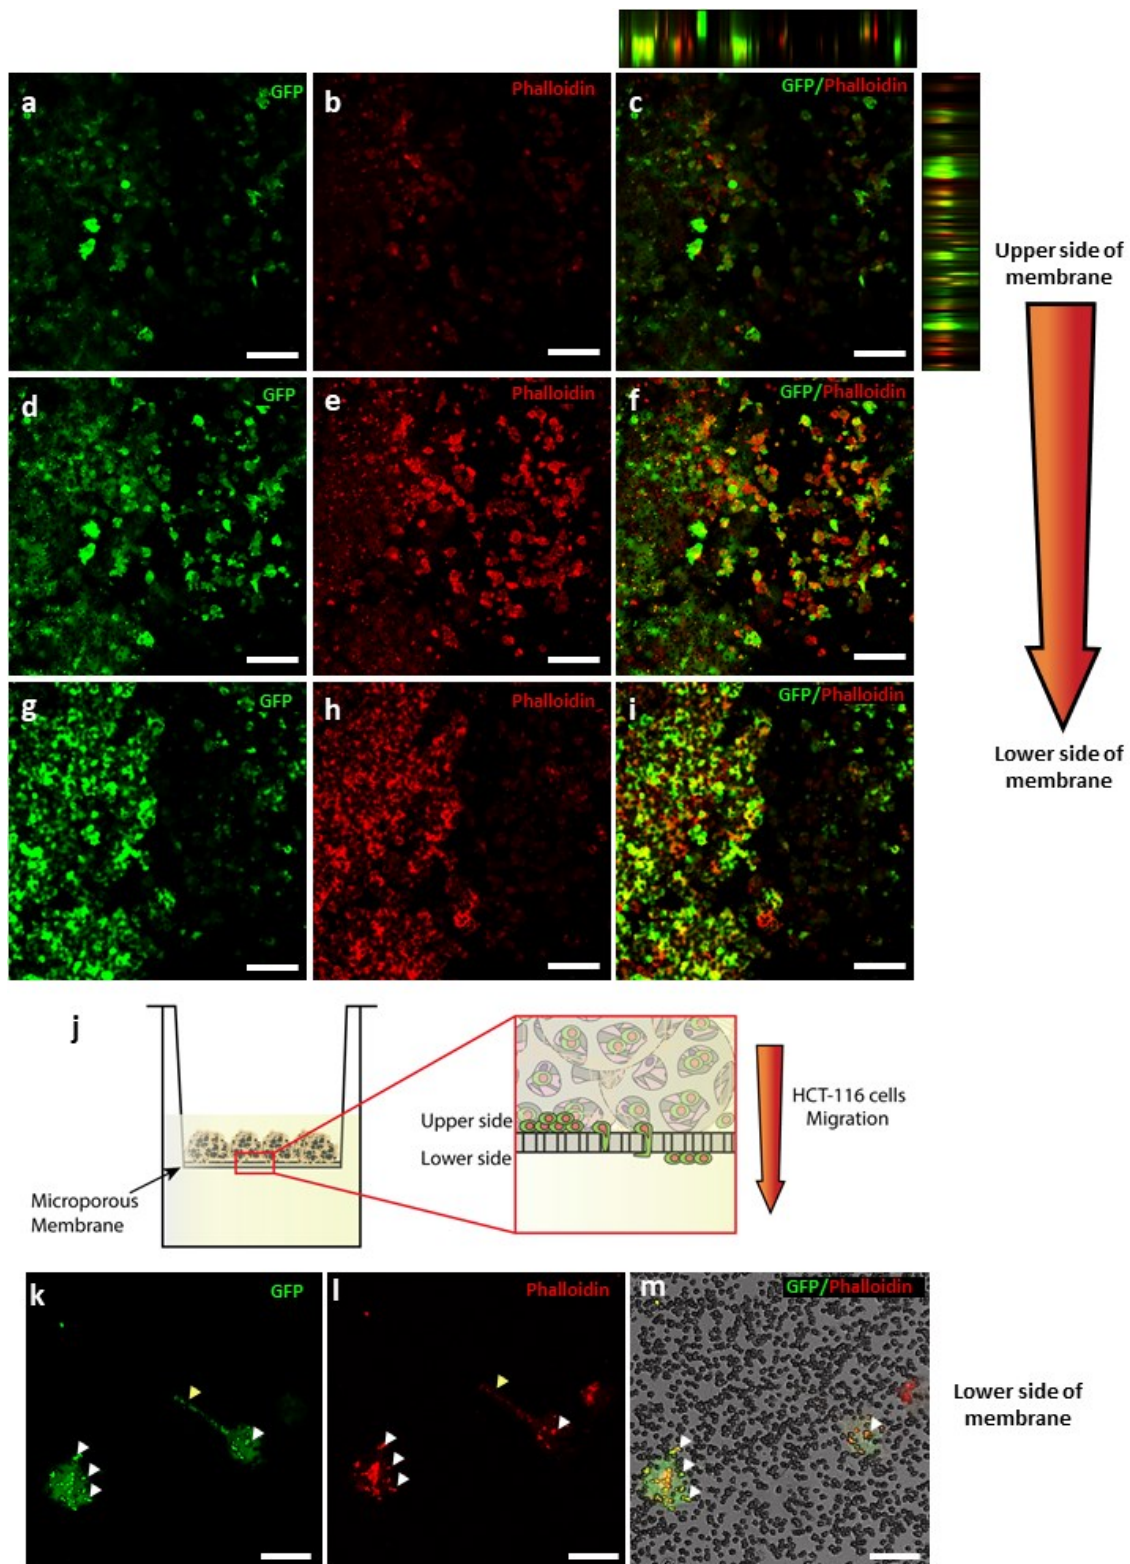 a GFP
b Phalloidin
c GFP/Phalloidin
Upper side of
membrane
d GFP
e Phalloidin
f GFP/Phalloidin
g GFP
h Phalloidin
i GFP/Phalloidin
Lower side of
membrane
j
Upper side
Lower side
Microporous
Membrane
HCT-116 cells
Migration
k GFP
l Phalloidin
m GFP/Phalloidin
Lower side of
membrane